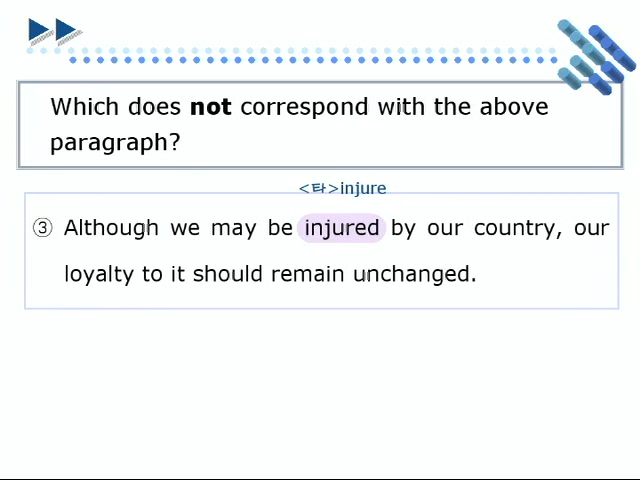 Which does not correspond with the above
paragraph?
<타>injure
③ Although we may be injured by our country, our
loyalty to it should remain unchanged.